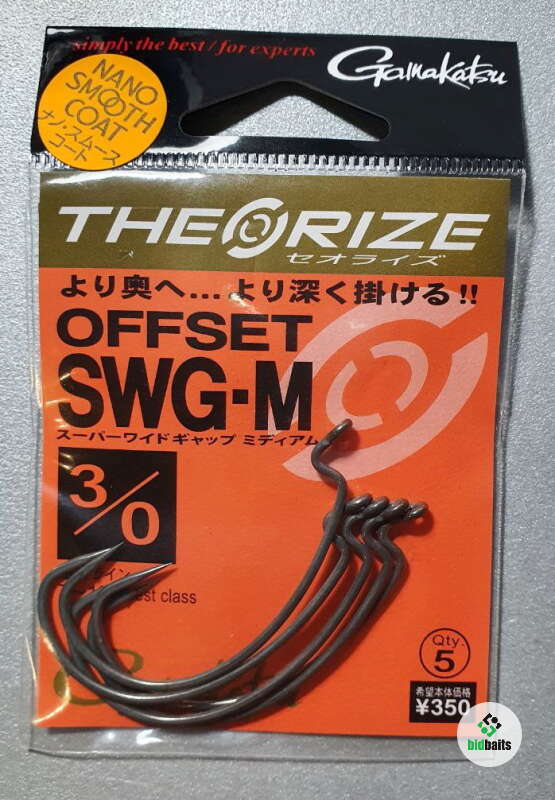 simply the best / for experts
Gamakatsu
NANO
SMOOTH
COAT
ナノ・スムース
コート
THEORIZE
セオライズ
より奥へ…より深く掛ける!!
OFFSET
SWG-M
スーパーワイドギャップ ミディアム
3/0
est class
Qty.
5
希望本体価格
¥350
bidbaits